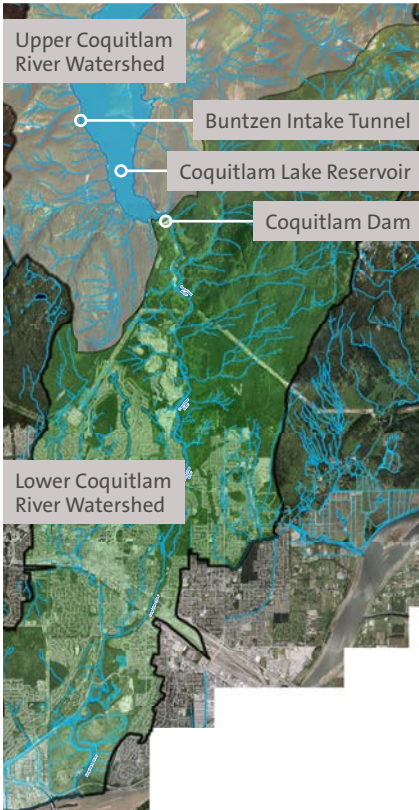 Upper Coquitlam
River Watershed
Buntzen Intake Tunnel
Coquitlam Lake Reservoir
Coquitlam Dam
Lower Coquitlam
River Watershed